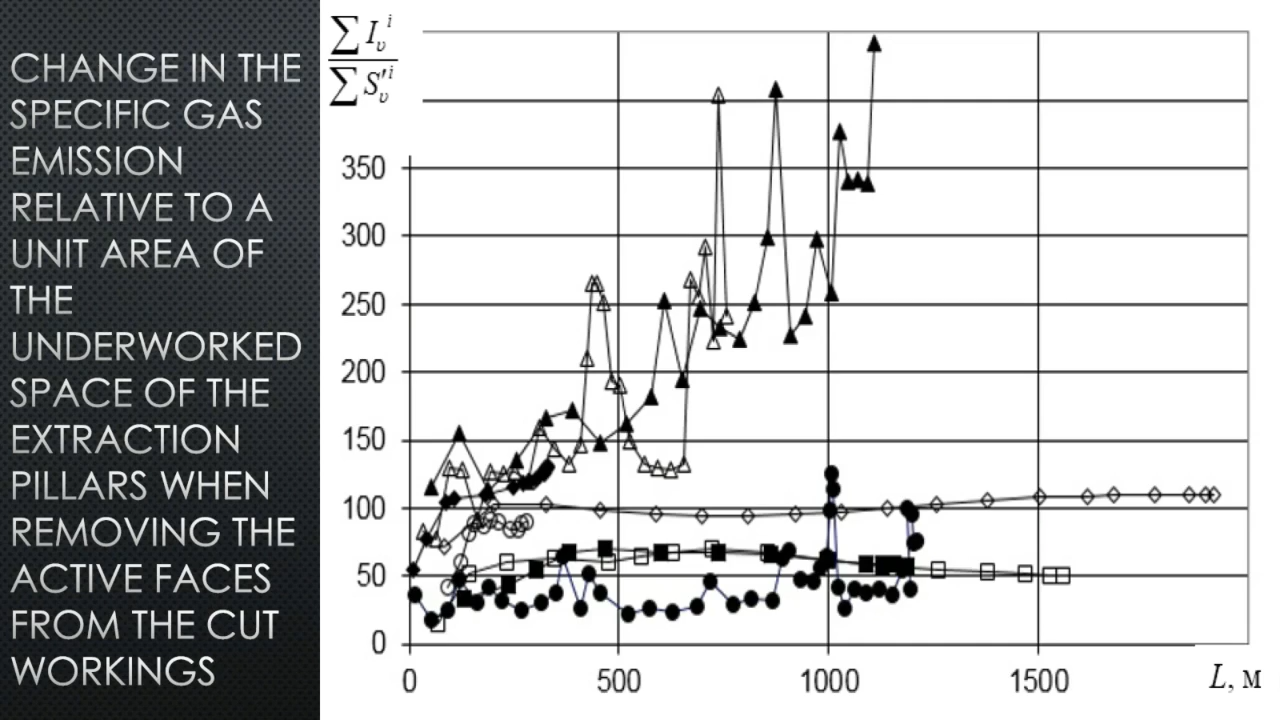 CHANGE IN THE
SPECIFIC GAS
EMISSION
RELATIVE TO A
UNIT AREA OF
THE
UNDERWORKED
SPACE OF THE
EXTRACTION
PILLARS WHEN
REMOVING THE
ACTIVE FACES
FROM THE CUT
WORKINGS
∑ I_υ^i
∑ S′_υ^i
350
300
250
200
150
100
50
0
0 500 1000 1500 L, м